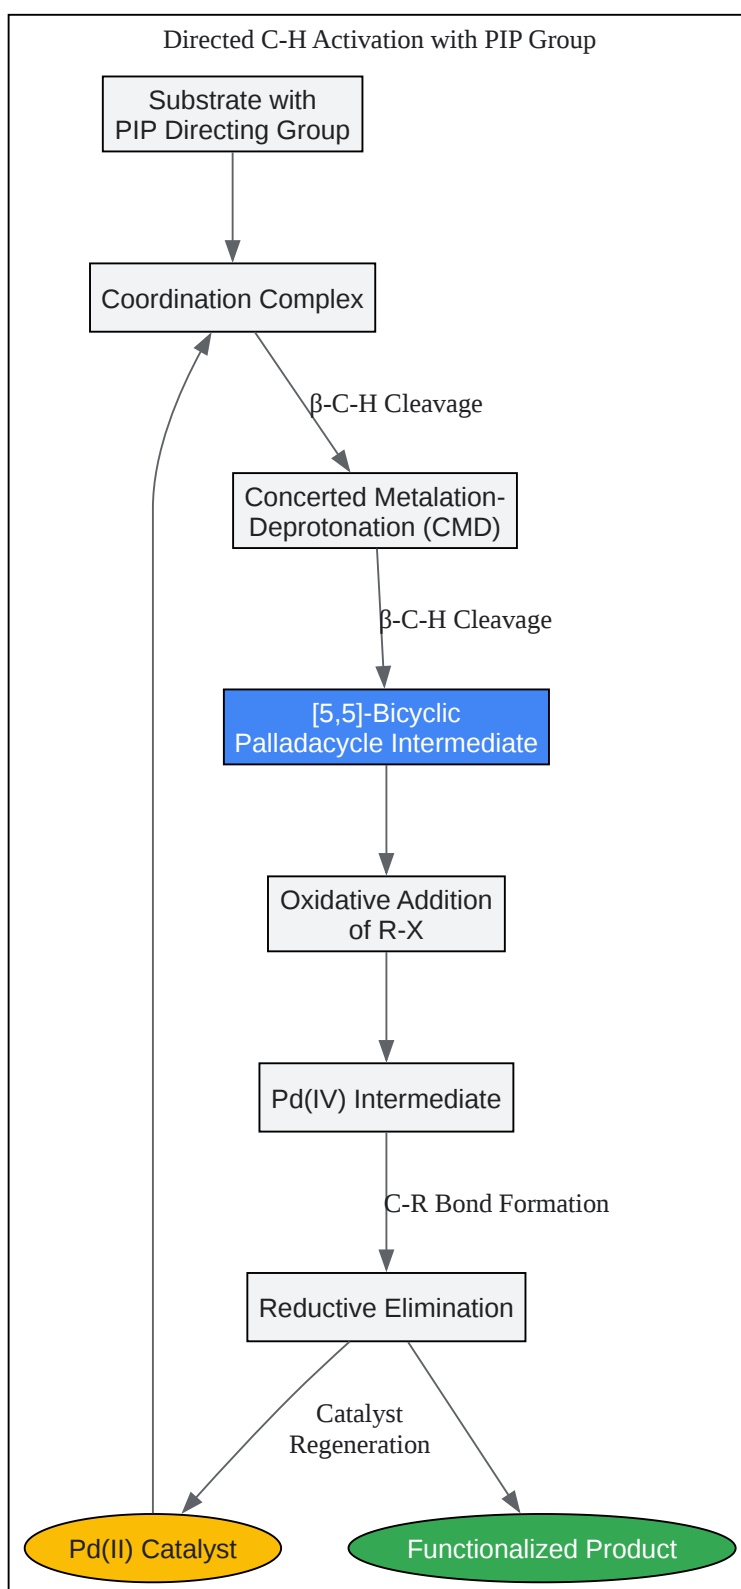 Directed C-H Activation with PIP Group
Substrate with
PIP Directing Group
Coordination Complex
β-C-H Cleavage
Concerted Metalation-
Deprotonation (CMD)
β-C-H Cleavage
[5,5]-Bicyclic
Palladacycle Intermediate
Oxidative Addition
of R-X
Pd(IV) Intermediate
C-R Bond Formation
Reductive Elimination
Catalyst
Regeneration
Pd(II) Catalyst
Functionalized Product